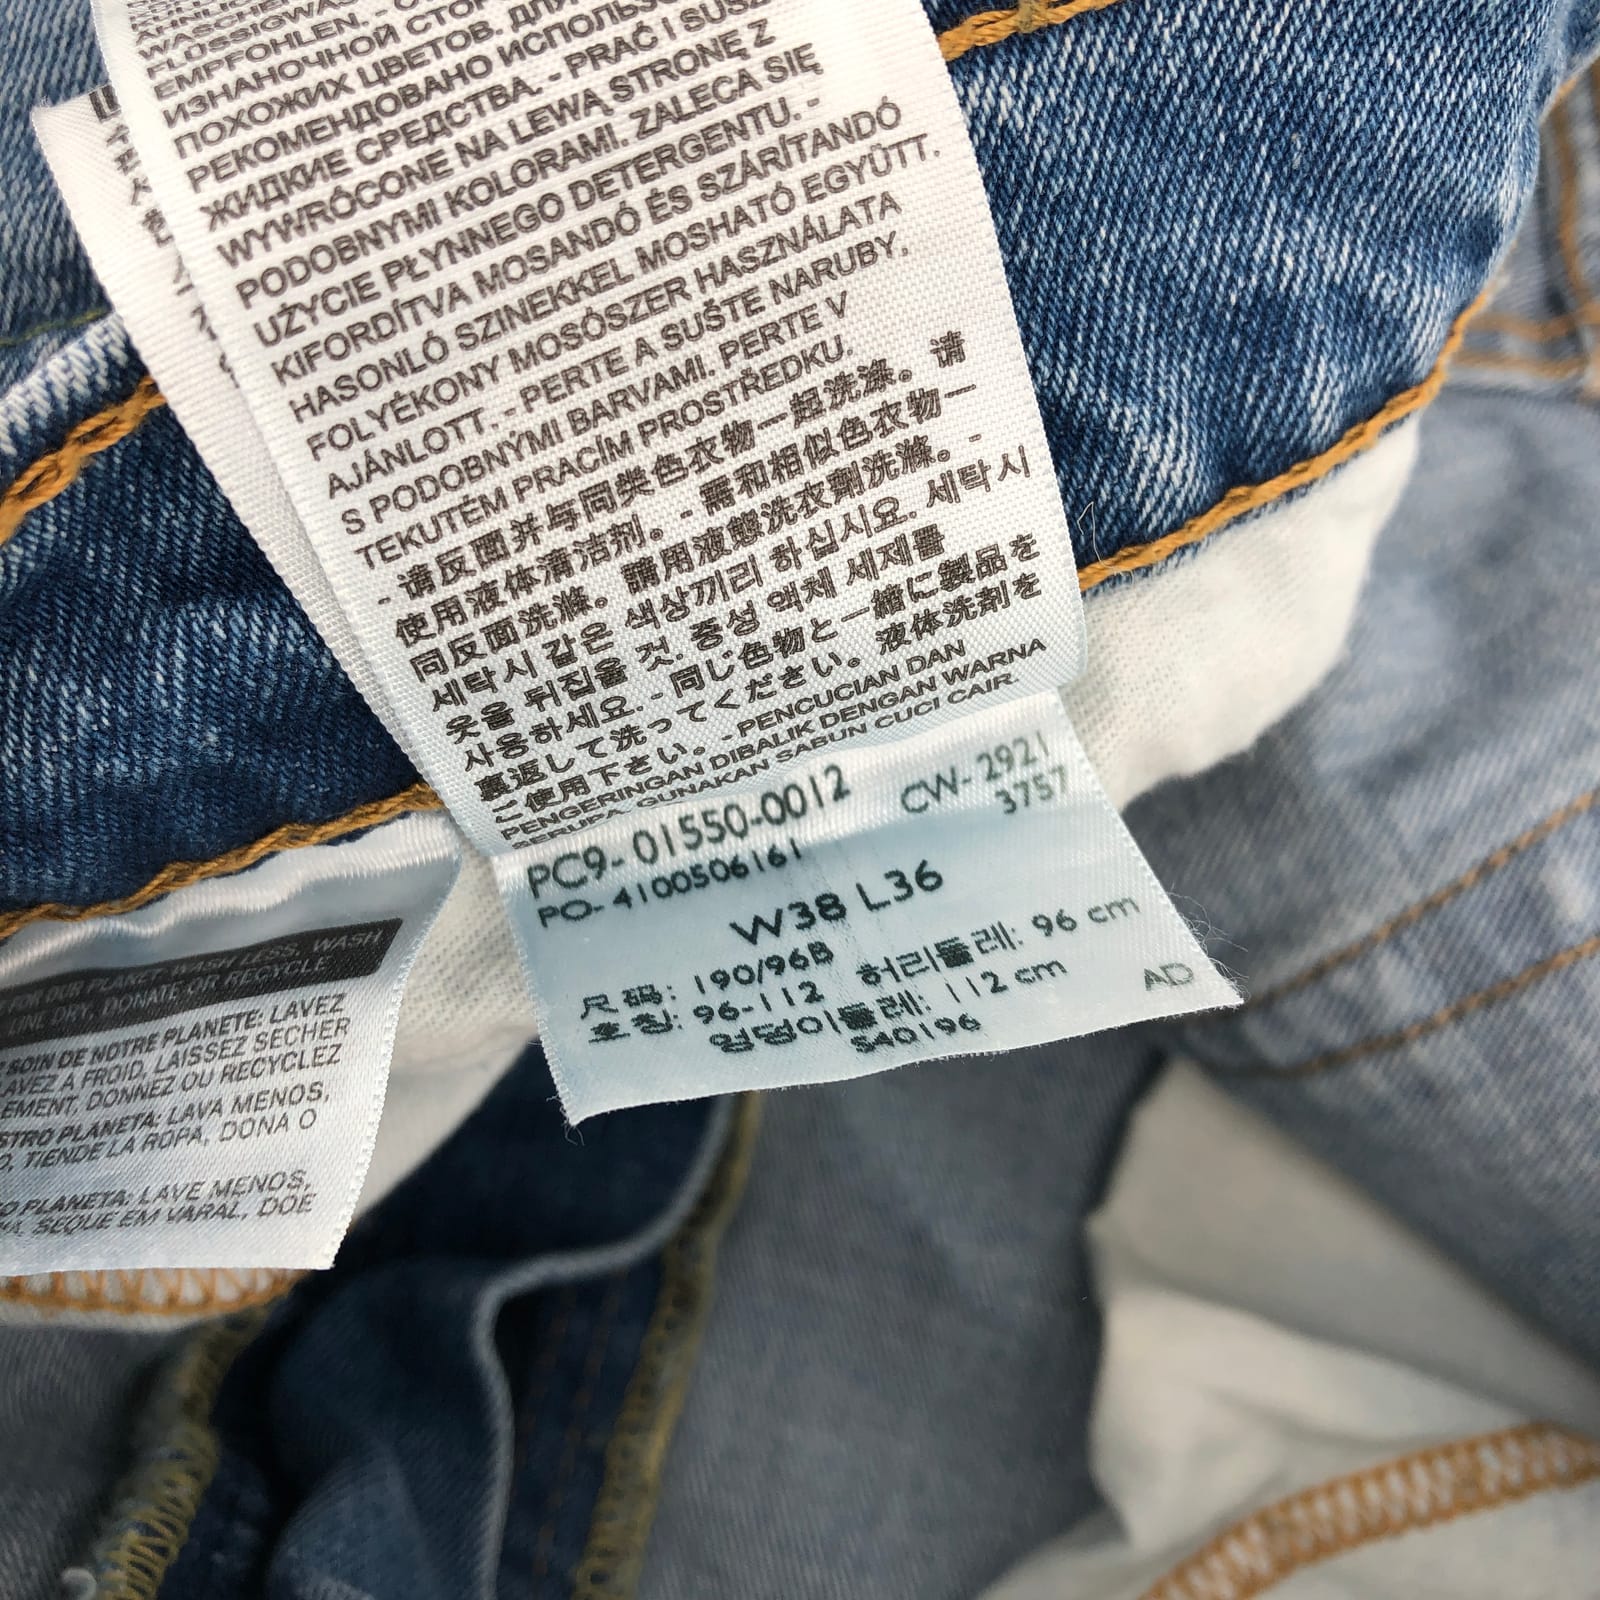 WASCHEN
FLÜSSIGWAS
EMPFOHLEN. - С
ИЗНАНОЧНОЙ СТОР
ПОХОЖИХ ЦВЕТОВ. ДЛЯ
РЕКОМЕНДОВАНО ИСПОЛЬЗО
ЖИДКИЕ СРЕДСТВА. - PRAĆ I SUSZ
WYWRÓCONE NA LEWĄ STRONĘ Z
PODOBNYMI KOLORAMI. ZALECA SIĘ
UŻYCIE PŁYNNEGO DETERGENTU. -
KIFORDÍTVA MOSANDÓ ÉS SZÁRÍTANDÓ
HASONLÓ SZINEKKEL MOSHATÓ EGYÜTT.
FOLYÉKONY MOSÓSZER HASZNÁLATA
AJÁNLOTT. - PERTE A SUŠTE NARUBY,
S PODOBNÝMI BARVAMI. PERTE V
TEKUTÉM PRACÍM PROSTŘEDKU.
- 请反面并与同类色衣物一起洗涤。请
使用液体清洁剂。- 需和相似色衣物一
同反面洗滌。請用液態洗衣劑洗滌。-
세탁시 같은 색상끼리 하십시요. 세탁시
옷을 뒤집을 것. 중성 액체 세제를
사용하세요. - 同じ色物と一緒に製品を
裏返して洗ってください。液体洗剤を
ご使用下さい。- PENCUCIAN DAN
PENGERINGAN DIBALIK DENGAN WARNA
SERUPA. GUNAKAN SABUN CUCI CAIR.
PC9- 01550-0012 CW- 2921
PO- 4100506161 3757
W38 L36
尺码: 190/96B 허리둘레: 96 cm
호칭: 96-112 엉덩이둘레: 112 cm
S40196 AD
FOR OUR PLANET: WASH LESS, WASH
LINE DRY, DONATE OR RECYCLE
SOIN DE NOTRE PLANÈTE: LAVEZ
LAVEZ À FROID, LAISSEZ SÉCHER
EMENT, DONNEZ OU RECYCLEZ
STRO PLANETA: LAVA MENOS,
O, TIENDE LA ROPA, DONA O
O PLANETA: LAVE MENOS,
A, SEQUE EM VARAL, DOE